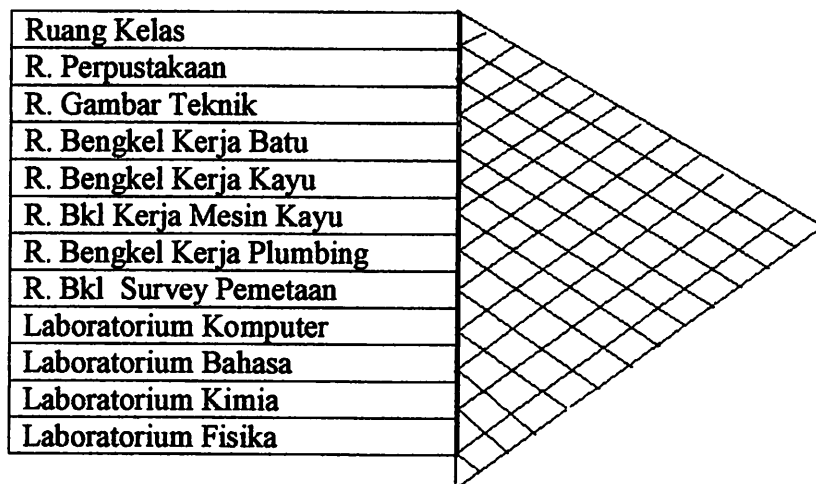 Ruang Kelas
R. Perpustakaan
R. Gambar Teknik
R. Bengkel Kerja Batu
R. Bengkel Kerja Kayu
R. Bkl Kerja Mesin Kayu
R. Bengkel Kerja Plumbing
R. Bkl Survey Pemetaan
Laboratorium Komputer
Laboratorium Bahasa
Laboratorium Kimia
Laboratorium Fisika